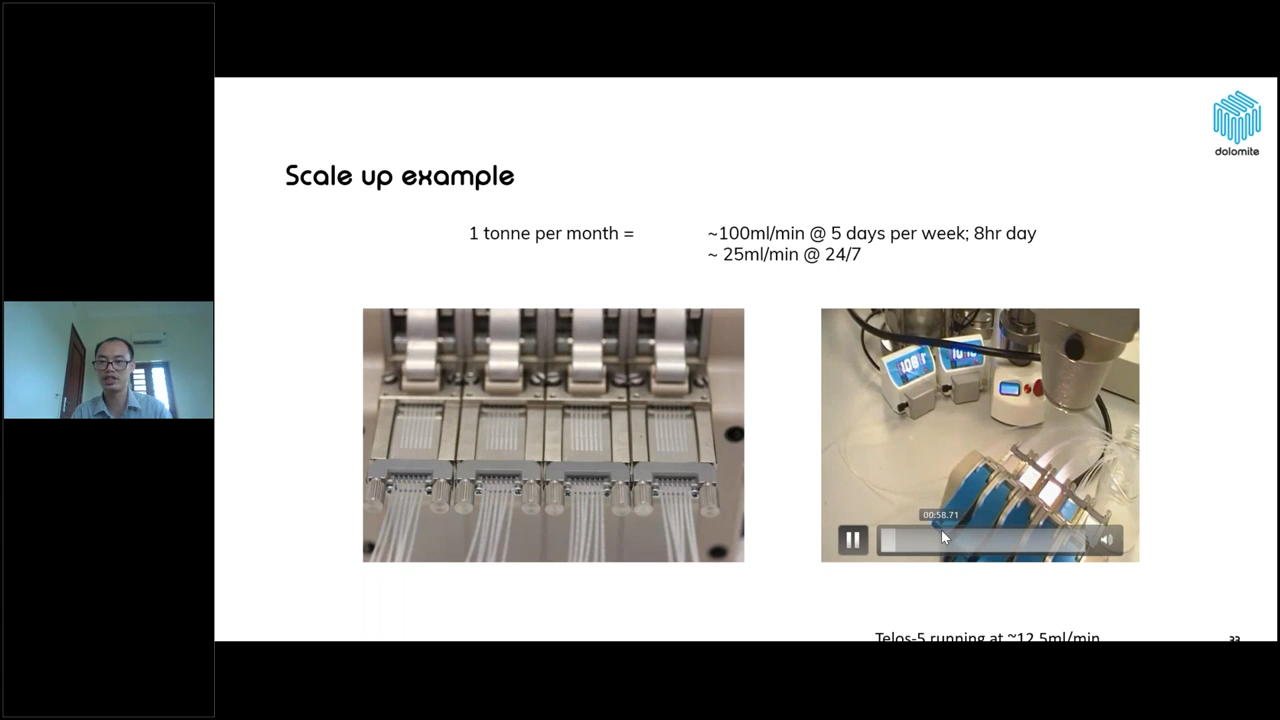 dolomite
Scale up example
1 tonne per month = ~100ml/min @ 5 days per week; 8hr day
~ 25ml/min @ 24/7
00:58.71
Telos-5 running at ~12.5ml/min
33